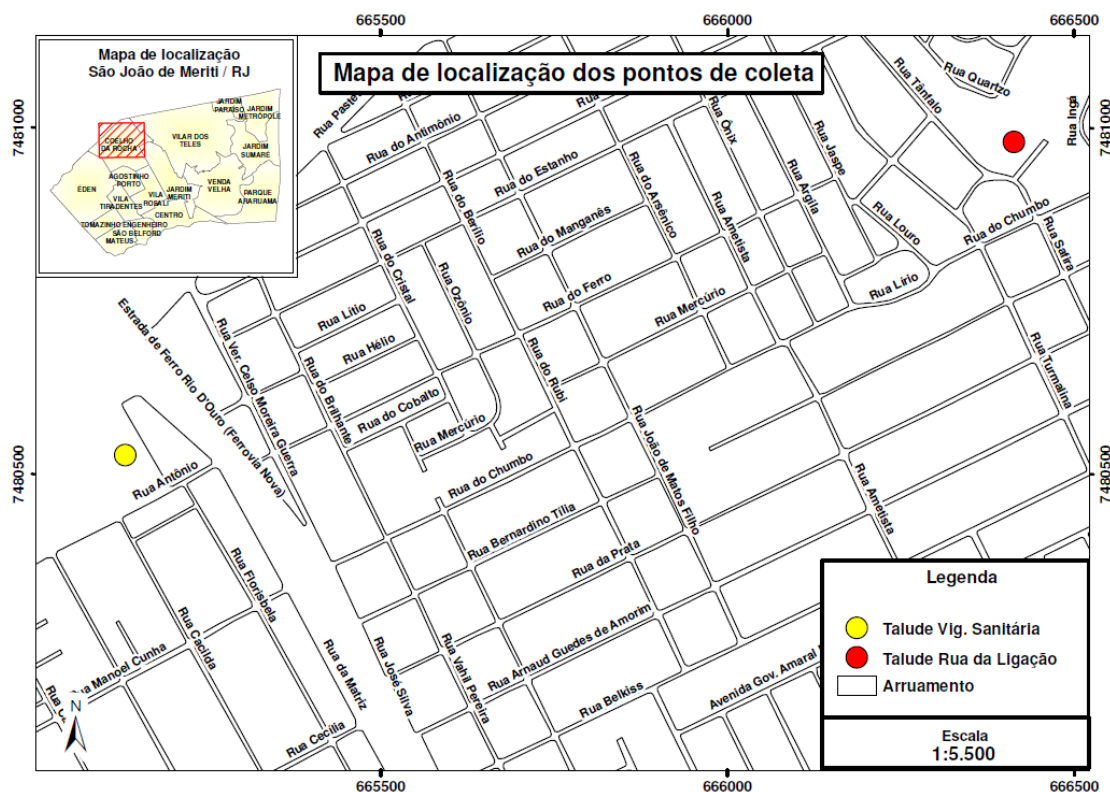 665500
666000
666500
7481000
7480500
7481000
7480500
665500
666000
666500
Mapa de localização
São João de Meriti / RJ
JARDIM
PARAÍSO
JARDIM
METRÓPOLE
COELHO
DA ROCHA
VILAR DOS
TELES
JARDIM
SUMARÉ
AGOSTINHO
PORTO
ÉDEN
VILA
TIRADENTES
VILA
ROSALI
JARDIM
MERITI
VENDA
VELHA
PARQUE
ARARUAMA
CENTRO
TOMAZINHO
ENGENHEIRO
SÃO BELFORD
MATEUS
Mapa de localização dos pontos de coleta
Rua do Antimônio
Rua do Estanho
Rua do Berílio
Rua do Manganês
Rua do Arsênico
Rua Ônix
Rua Jaspe
Rua Argila
Rua Ametista
Rua Tântalo
Rua Quartzo
Rua Ingá
Rua Louro
Rua do Chumbo
Rua Safira
Rua Lírio
Rua do Cristal
Rua Ozônio
Rua do Ferro
Rua Mercúrio
Rua Lítio
Rua Hélio
Rua do Cobalto
Rua Mercúrio
Rua do Rubi
Rua Turmalina
Estrada de Ferro Rio D'Ouro (Ferrovia Nova)
Rua Ver. Celso Moreira Guerra
Rua do Brilhante
Rua Antônio
Rua do Chumbo
Rua João de Matos Filho
Rua Ametista
Rua Bernardino Tília
Rua da Prata
Rua Florisbela
Rua Cacilda
Rua Manoel Cunha
Rua da Matriz
Rua José Silva
Rua Vahil Pereira
Rua Arnaud Guedes de Amorim
Rua Belkiss
Avenida Gov. Amaral
Rua Cecília
N
Legenda
Talude Vig. Sanitária
Talude Rua da Ligação
Arruamento
Escala
1:5.500